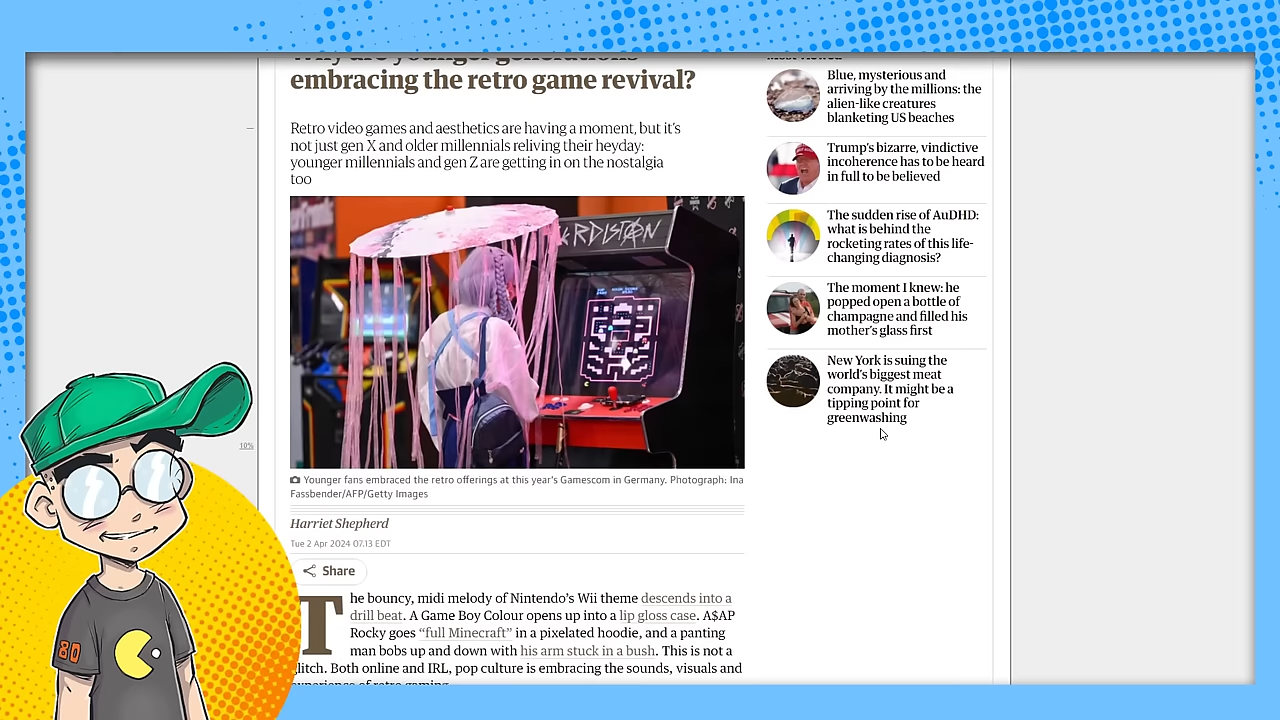 Why are younger generations
embracing the retro game revival?
Retro video games and aesthetics are having a moment, but it's
not just gen X and older millennials reliving their heyday:
younger millennials and gen Z are getting in on the nostalgia
too
Younger fans embraced the retro offerings at this year's Gamescom in Germany. Photograph: Ina
Fassbender/AFP/Getty Images
Harriet Shepherd
Tue 2 Apr 2024 07.13 EDT
Share
The bouncy, midi melody of Nintendo's Wii theme descends into a
drill beat. A Game Boy Colour opens up into a lip gloss case. A$AP
Rocky goes “full Minecraft” in a pixelated hoodie, and a panting
man bobs up and down with his arm stuck in a bush. This is not a
glitch. Both online and IRL, pop culture is embracing the sounds, visuals and
experience of retro gaming.
Most viewed
Blue, mysterious and
arriving by the millions: the
alien-like creatures
blanketing US beaches
Trump's bizarre, vindictive
incoherence has to be heard
in full to be believed
The sudden rise of AuDHD:
what is behind the
rocketing rates of this life-
changing diagnosis?
The moment I knew: he
popped open a bottle of
champagne and filled his
mother's glass first
New York is suing the
world's biggest meat
company. It might be a
tipping point for
greenwashing
10%
80